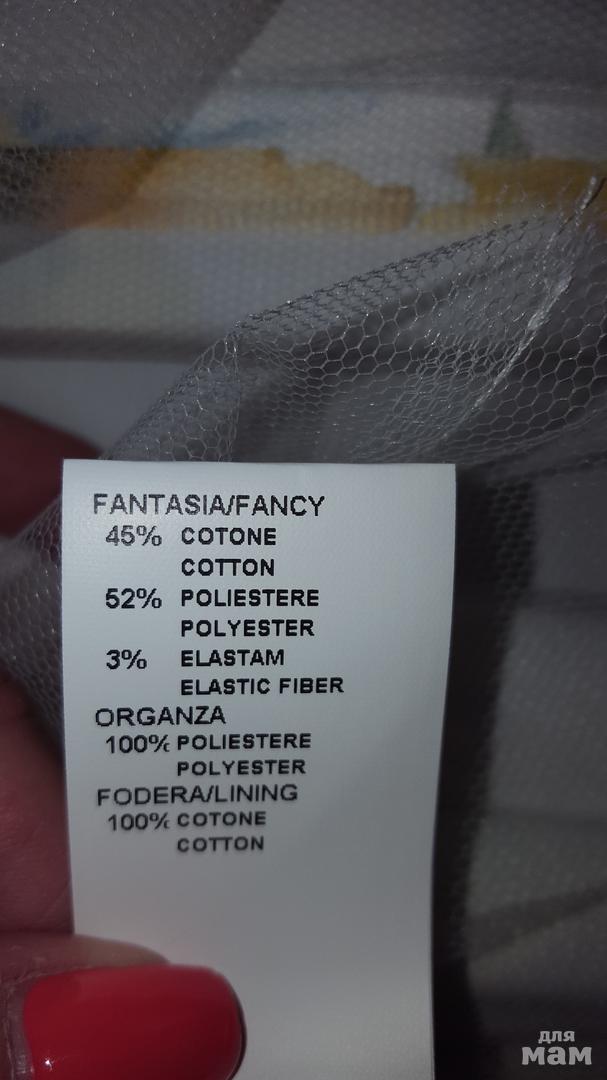 FANTASIA/FANCY
45% COTONE
COTTON
52% POLIESTERE
POLYESTER
3% ELASTAM
ELASTIC FIBER
ORGANZA
100% POLIESTERE
POLYESTER
FODERA/LINING
100% COTONE
COTTON
для
мам